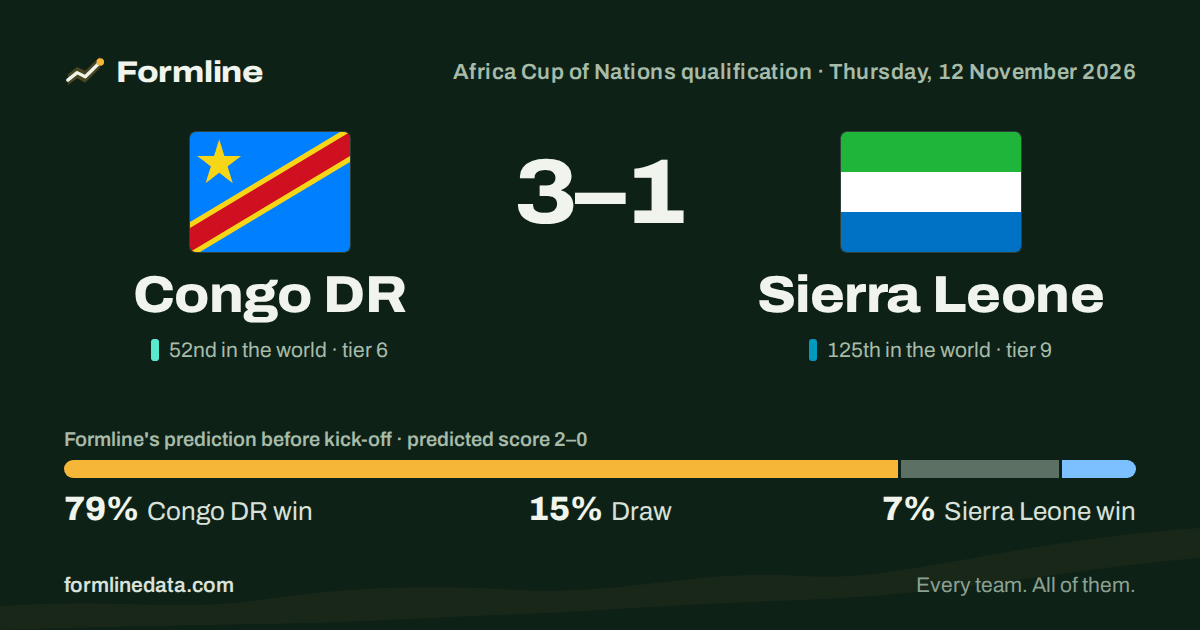 Formline
Africa Cup of Nations qualification · Thursday, 12 November 2026
3–1
Congo DR
Sierra Leone
52nd in the world · tier 6
125th in the world · tier 9
Formline's prediction before kick-off · predicted score 2–0
79% Congo DR win
15% Draw
7% Sierra Leone win
formlinedata.com
Every team. All of them.